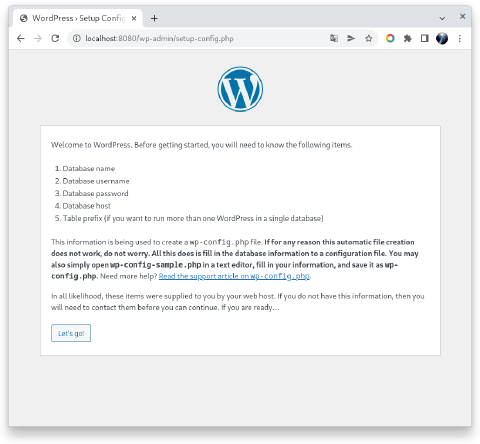 WordPress › Setup Config
localhost:8080/wp-admin/setup-config.php
Welcome to WordPress. Before getting started, you will need to know the following items.
1. Database name
2. Database username
3. Database password
4. Database host
5. Table prefix (if you want to run more than one WordPress in a single database)
This information is being used to create a wp-config.php file. If for any reason this automatic file creation
does not work, do not worry. All this does is fill in the database information to a configuration file. You may
also simply open wp-config-sample.php in a text editor, fill in your information, and save it as wp-
config.php. Need more help? Read the support article on wp-config.php.
In all likelihood, these items were supplied to you by your web host. If you do not have this information, then you
will need to contact them before you can continue. If you are ready…
Let's go!